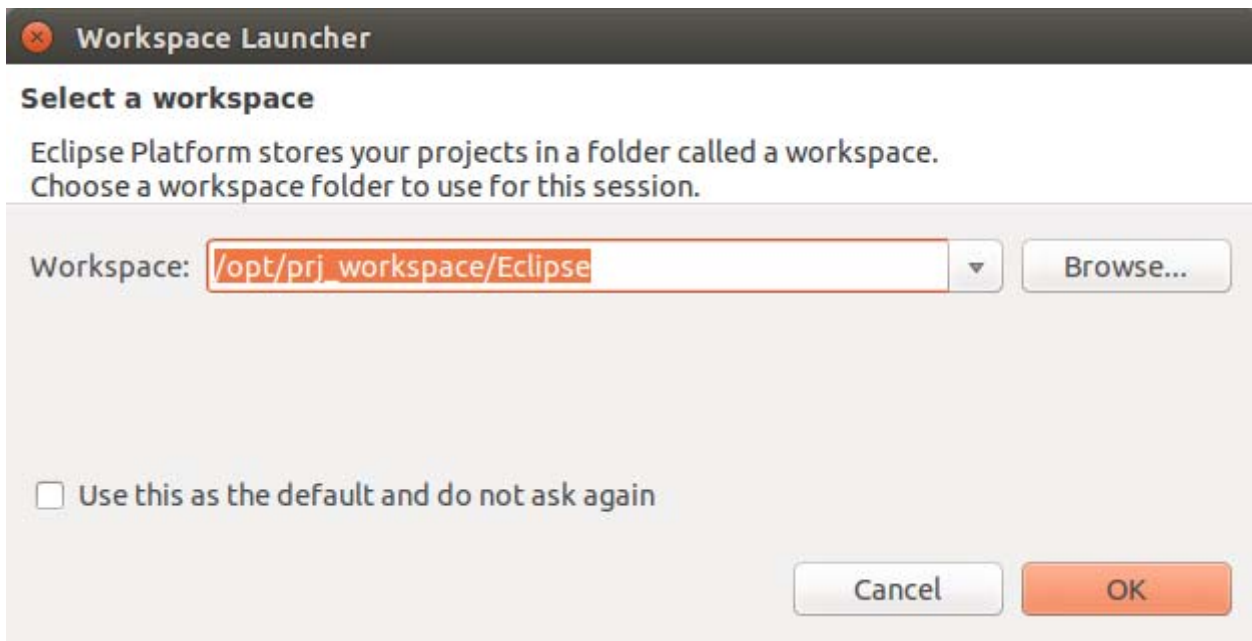 Workspace Launcher
Select a workspace
Eclipse Platform stores your projects in a folder called a workspace.
Choose a workspace folder to use for this session.
Workspace: /opt/prj_workspace/Eclipse Browse...
Use this as the default and do not ask again
Cancel OK